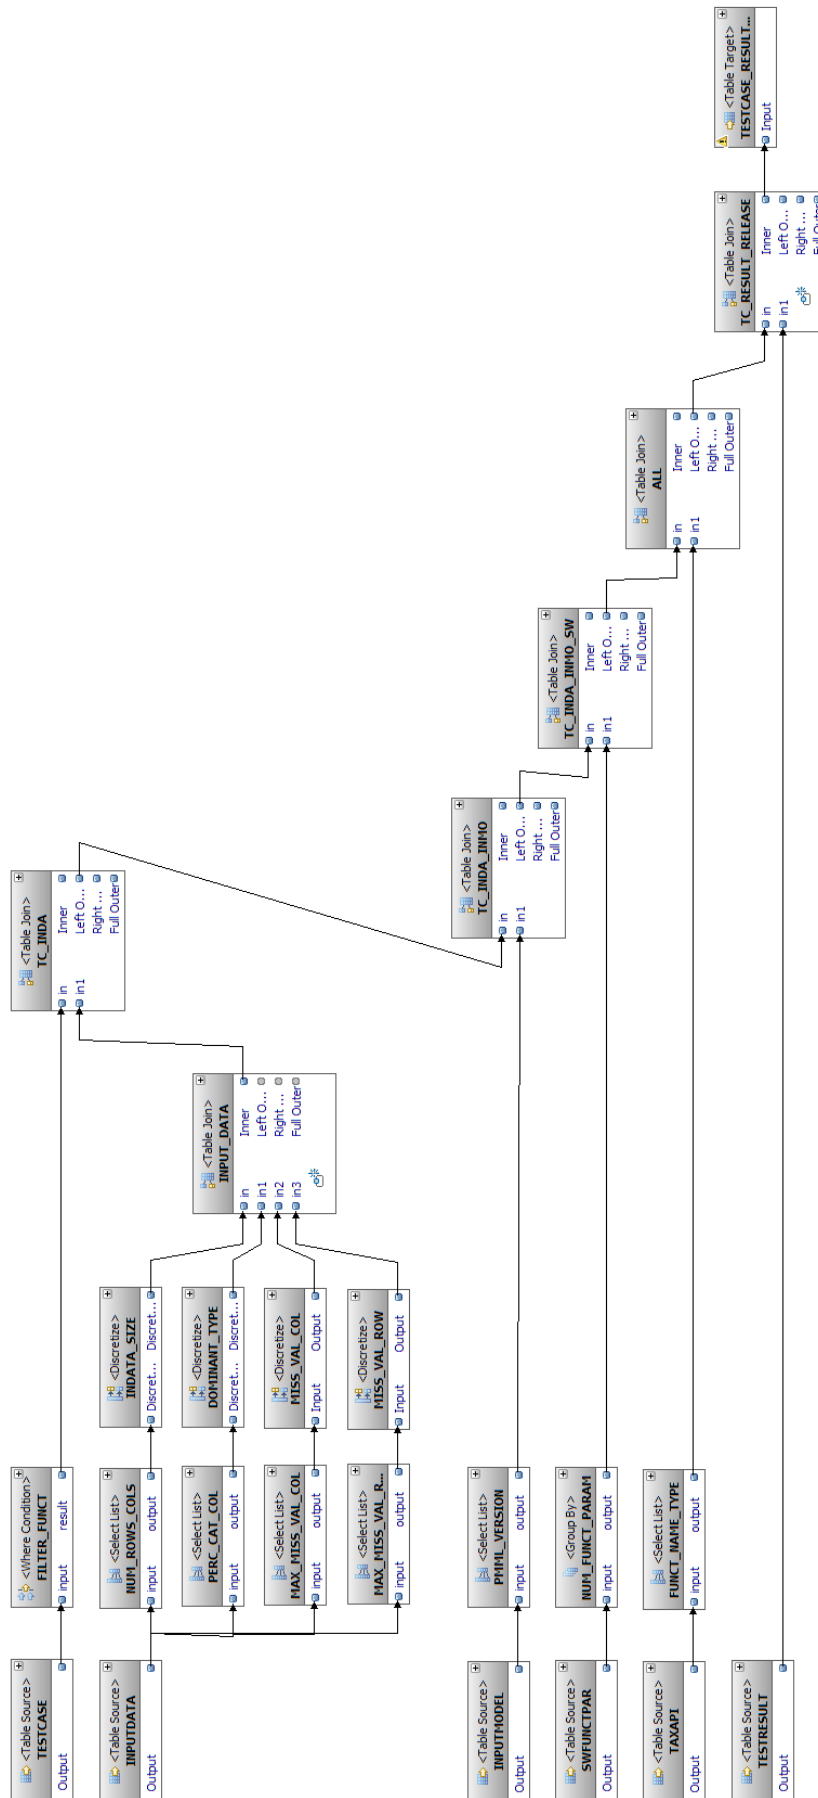 <Table Source>
TESTCASE
Output
<Where Condition>
FILTER_FUNCT
input result
<Table Join>
TC_INDA
in Inner
in1 Left O...
Right ...
Full Outer
<Table Source>
INPUTDATA
Output
<Select List>
NUM_ROWS_COLS
input output
<Discretize>
INDATA_SIZE
Discret... Discret...
<Select List>
PERC_CAT_COL
input output
<Discretize>
DOMINANT_TYPE
Discret... Discret...
<Select List>
MAX_MISS_VAL_COL
input output
<Discretize>
MISS_VAL_COL
Input Output
<Select List>
MAX_MISS_VAL_R...
input output
<Discretize>
MISS_VAL_ROW
Input Output
<Table Join>
INPUT_DATA
in Inner
in1 Left O...
in2 Right ...
in3 Full Outer
<Table Source>
INPUTMODEL
Output
<Select List>
PMML_VERSION
input output
<Table Join>
TC_INDA_INMO
in Inner
in1 Left O...
Right ...
Full Outer
<Table Source>
SWFUNCTPAR
Output
<Group By>
NUM_FUNCT_PARAM
input output
<Table Join>
TC_INDA_INMO_SW
in Inner
in1 Left O...
Right ...
Full Outer
<Table Source>
TAXAPI
Output
<Select List>
FUNCT_NAME_TYPE
input output
<Table Join>
ALL
in Inner
in1 Left O...
Right ...
Full Outer
<Table Source>
TESTRESULT
Output
<Table Join>
TC_RESULT_RELEASE
in Inner
in1 Left O...
Right ...
Full Outer
<Table Target>
TESTCASE_RESULT...
Input